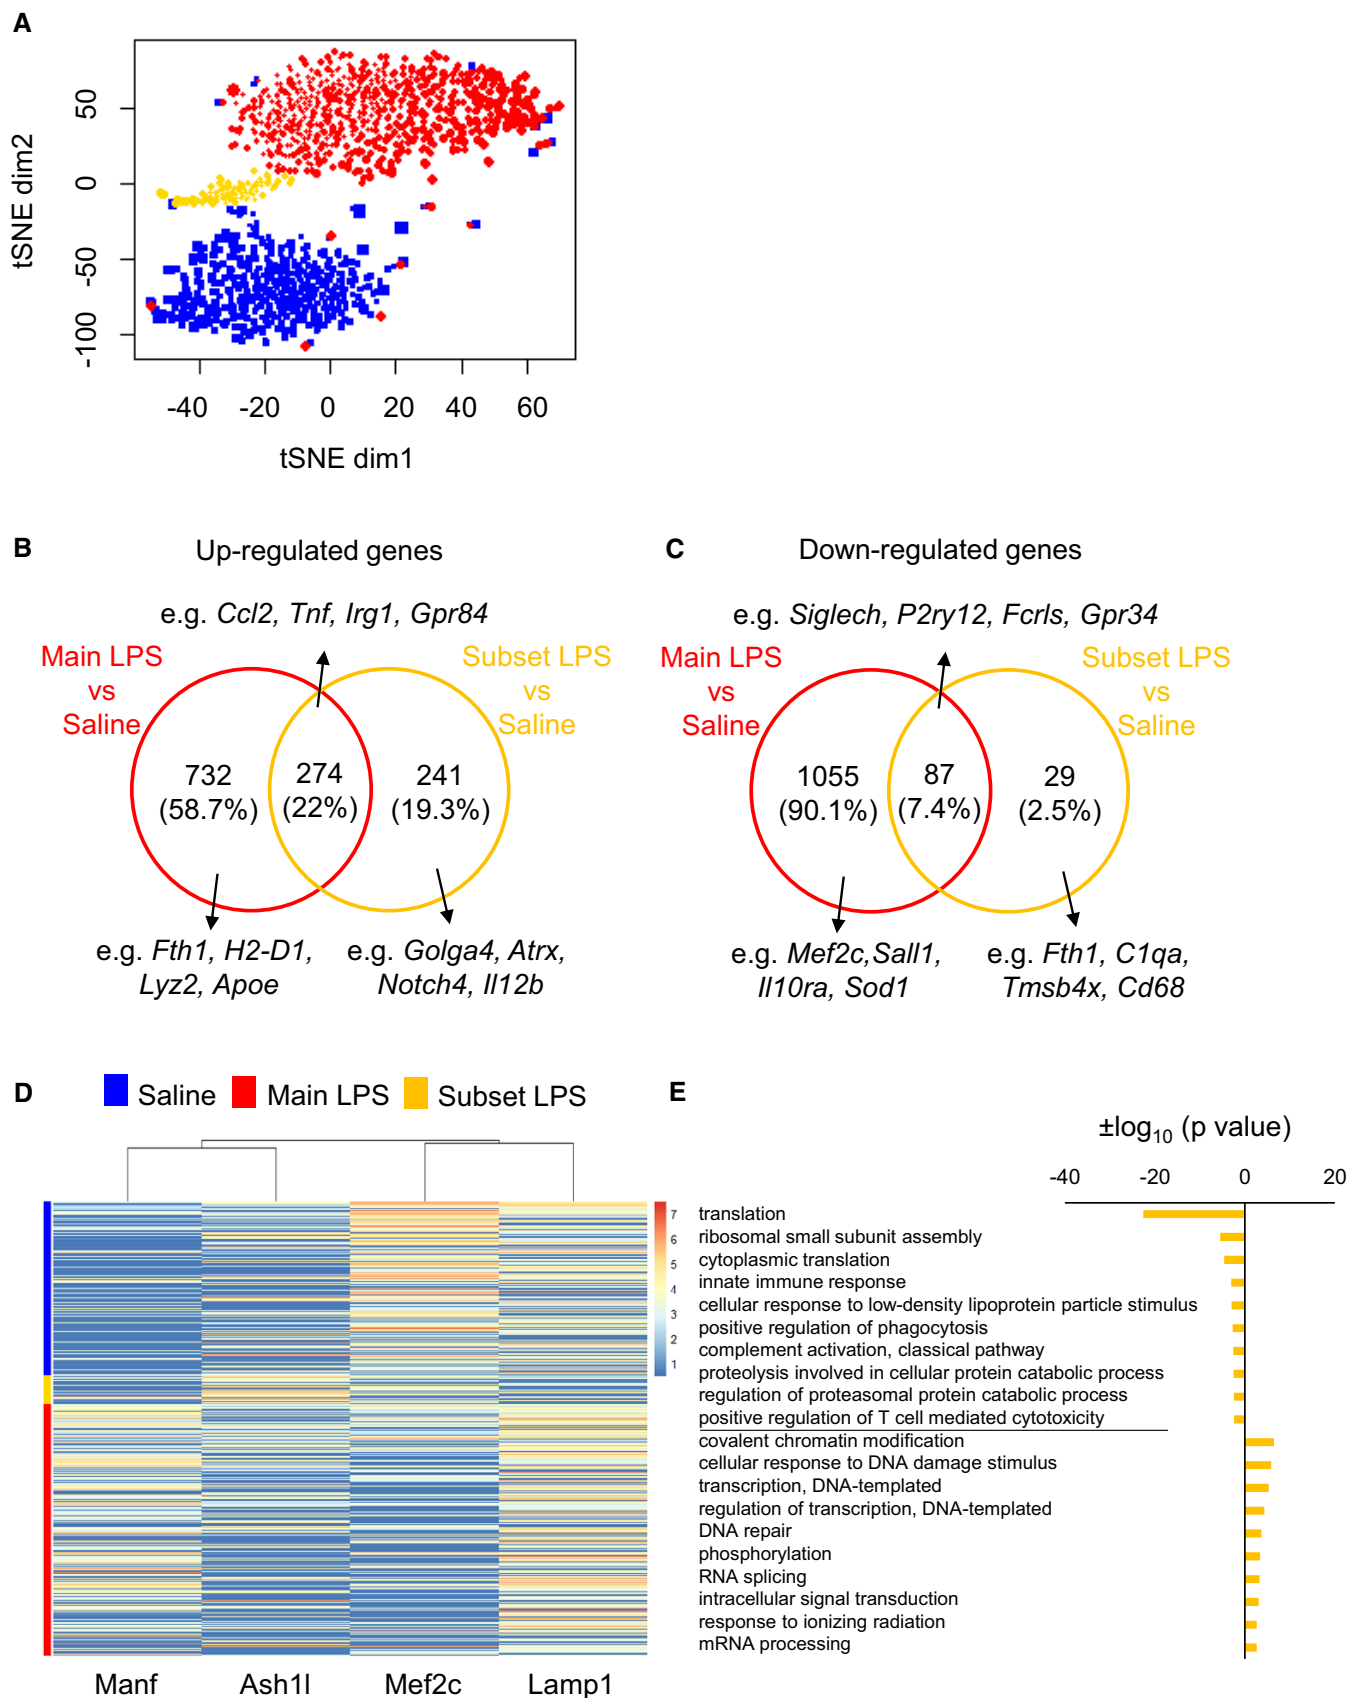 A
50
0
-50
-100
tSNE dim2
-40 -20 0 20 40 60
tSNE dim1
B
Up-regulated genes
e.g. Ccl2, Tnf, Irg1, Gpr84
Main LPS
vs
Saline
Subset LPS
vs
Saline
732
(58.7%)
274
(22%)
241
(19.3%)
e.g. Fth1, H2-D1,
Lyz2, Apoe
e.g. Golga4, Atrx,
Notch4, Il12b
C
Down-regulated genes
e.g. Siglech, P2ry12, Fcrls, Gpr34
Main LPS
vs
Saline
Subset LPS
vs
Saline
1055
(90.1%)
87
(7.4%)
29
(2.5%)
e.g. Mef2c,Sall1,
Il10ra, Sod1
e.g. Fth1, C1qa,
Tmsb4x, Cd68
D
Saline Main LPS Subset LPS
7
6
5
4
3
2
1
Manf Ash1l Mef2c Lamp1
E
±log10 (p value)
-40 -20 0 20
translation
ribosomal small subunit assembly
cytoplasmic translation
innate immune response
cellular response to low-density lipoprotein particle stimulus
positive regulation of phagocytosis
complement activation, classical pathway
proteolysis involved in cellular protein catabolic process
regulation of proteasomal protein catabolic process
positive regulation of T cell mediated cytotoxicity
covalent chromatin modification
cellular response to DNA damage stimulus
transcription, DNA-templated
regulation of transcription, DNA-templated
DNA repair
phosphorylation
RNA splicing
intracellular signal transduction
response to ionizing radiation
mRNA processing